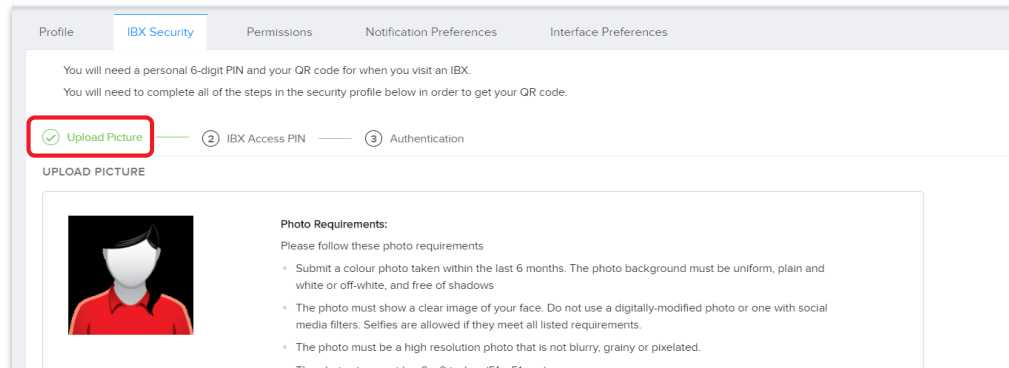 Profile IBX Security Permissions Notification Preferences Interface Preferences
You will need a personal 6-digit PIN and your QR code for when you visit an IBX.
You will need to complete all of the steps in the security profile below in order to get your QR code.
Upload Picture 2 IBX Access PIN 3 Authentication
UPLOAD PICTURE
Photo Requirements:
Please follow these photo requirements
Submit a colour photo taken within the last 6 months. The photo background must be uniform, plain and
white or off-white, and free of shadows
The photo must show a clear image of your face. Do not use a digitally-modified photo or one with social
media filters. Selfies are allowed if they meet all listed requirements.
The photo must be a high resolution photo that is not blurry, grainy or pixelated.